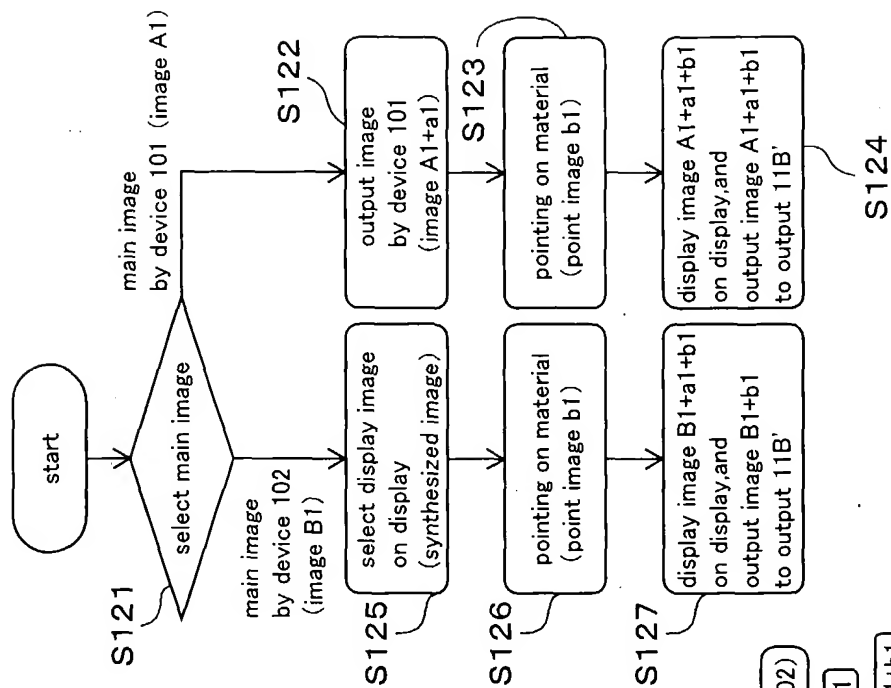 start
S121
select main image
main image
by device 101 (image A1)
main image
by device 102
(image B1)
S122
output image
by device 101
(image A1+a1)
S123
pointing on material
(point image b1)
display image A1+a1+b1
on display,and
output image A1+a1+b1
to output 11B'
S124
S125
select display image
on display
(synthesized image)
S126
pointing on material
(point image b1)
S127
display image B1+a1+b1
on display,and
output image B1+b1
to output 11B'
02)
1